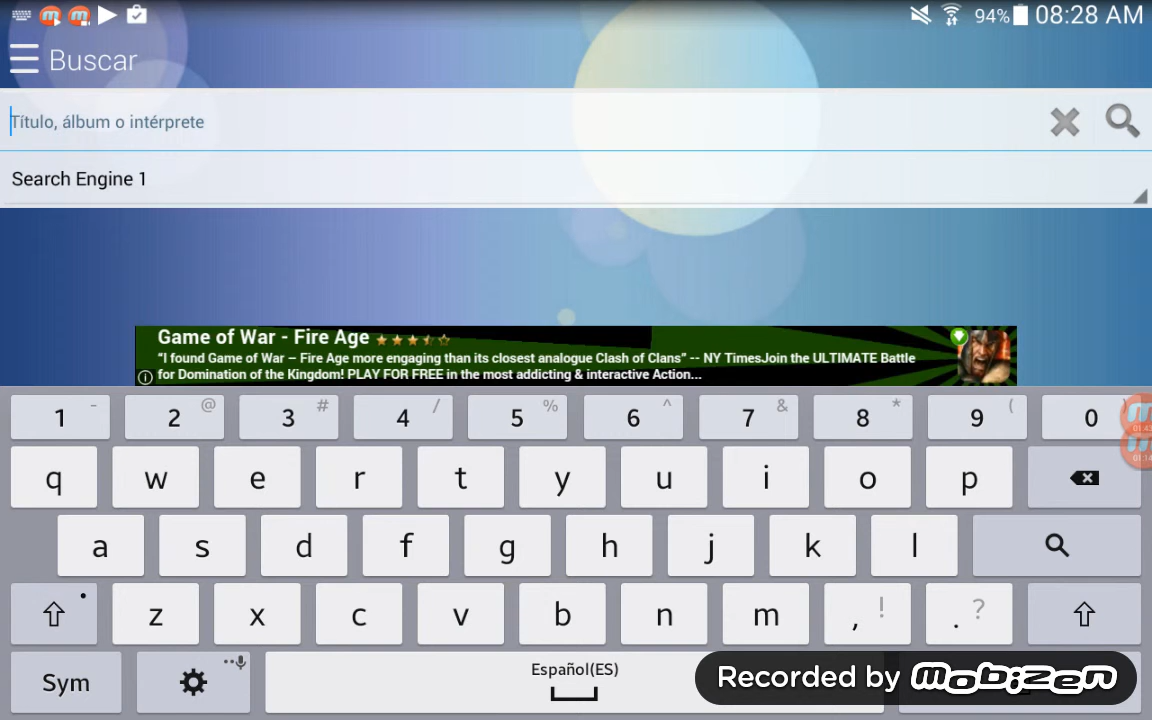 94% 08:28 AM
Buscar
Título, álbum o intérprete
Search Engine 1
Game of War - Fire Age
“I found Game of War – Fire Age more engaging than its closest analogue Clash of Clans” -- NY TimesJoin the ULTIMATE Battle
for Domination of the Kingdom! PLAY FOR FREE in the most addicting & interactive Action...
1 - 2 @ 3 # 4 / 5 % 6 ^ 7 & 8 * 9 ( 0 )
q w e r t y u i o p
a s d f g h j k l
z x c v b n m , ! . ?
Sym Español(ES)
Recorded by mobizen